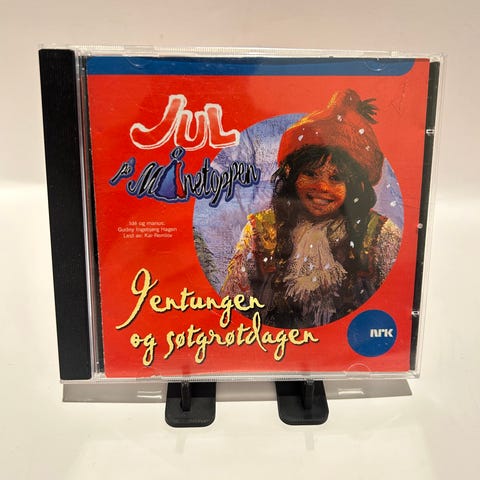 JUL
på Månetoppen
Idé og manus:
Gudny Ingebjørg Hagen
Lest av: Kai Remlov
Jentungen
og søtgrøtdagen
NRK